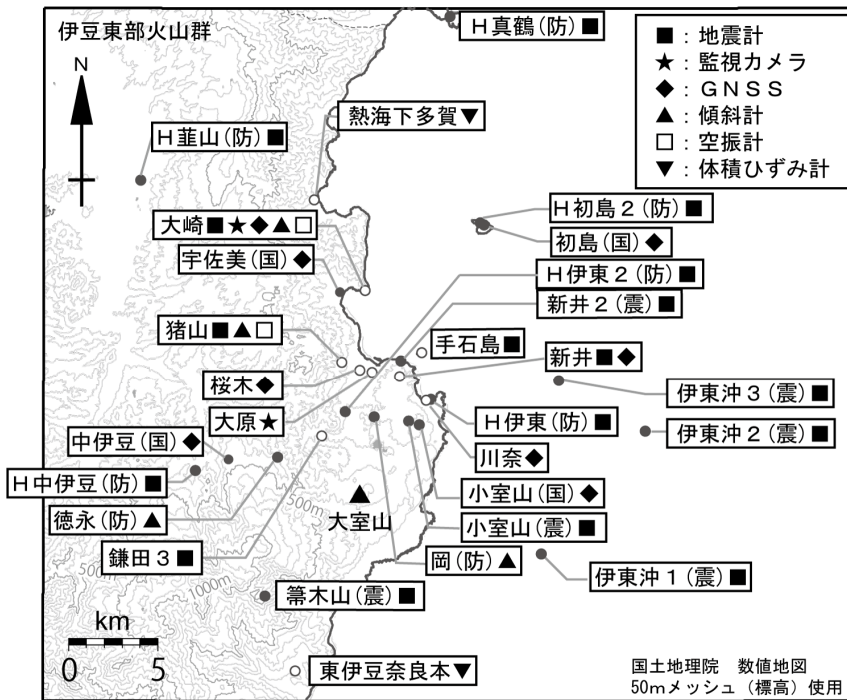 伊豆東部火山群
N
H真鶴(防)■
■：地震計
★：監視カメラ
◆：GNSS
▲：傾斜計
□：空振計
▼：体積ひずみ計
熱海下多賀▼
H韮山(防)■
H初島2(防)■
大崎■★◆▲□
初島(国)◆
宇佐美(国)◆
H伊東2(防)■
新井2(震)■
猪山■▲□
手石島■
新井■◆
桜木◆
伊東沖3(震)■
大原★
H伊東(防)■
伊東沖2(震)■
中伊豆(国)◆
川奈◆
H中伊豆(防)■
小室山(国)◆
500m
徳永(防)▲
大室山
小室山(震)■
鎌田3■
岡(防)▲
500m
1000m
伊東沖1(震)■
箒木山(震)■
km
0 5
東伊豆奈良本▼
国土地理院 数値地図
50mメッシュ（標高）使用